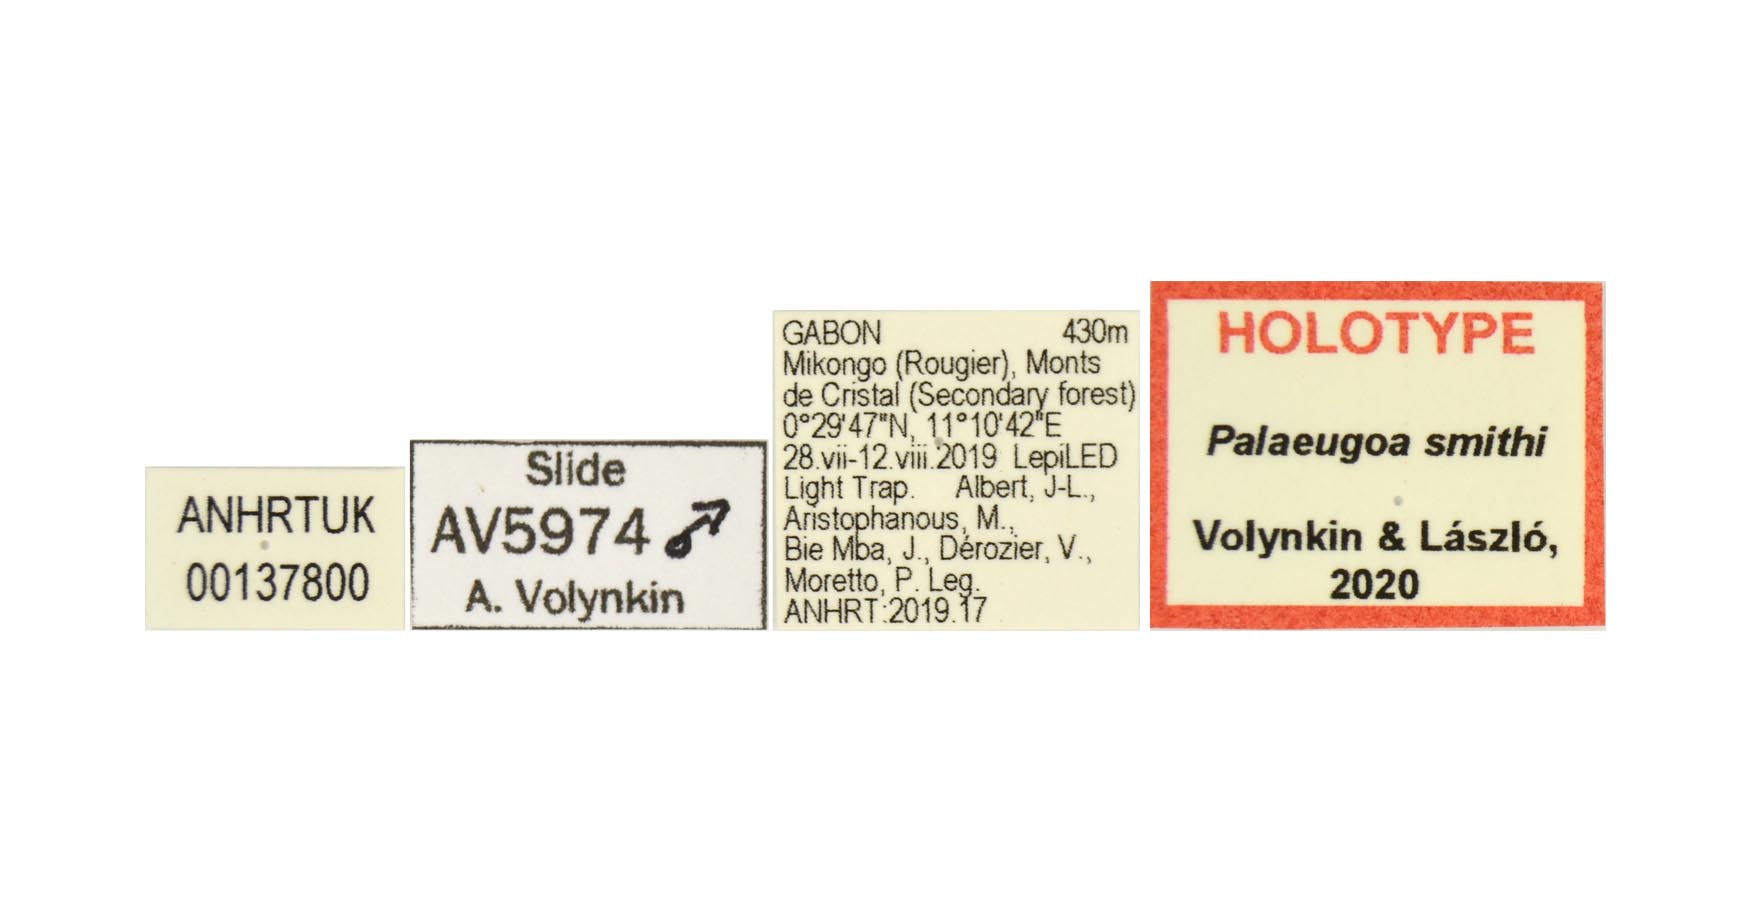 ANHRTUK
00137800
Slide
AV5974 ♂
A. Volynkin
GABON 430m
Mikongo (Rougier), Monts
de Cristal (Secondary forest)
0°29'47"N, 11°10'42"E
28.vii-12.viii.2019 LepiLED
Light Trap. Albert, J-L.,
Aristophanous, M.,
Bie Mba, J., Dérozier, V.,
Moretto, P. Leg.
ANHRT:2019.17
HOLOTYPE
Palaeugoa smithi
Volynkin & László,
2020